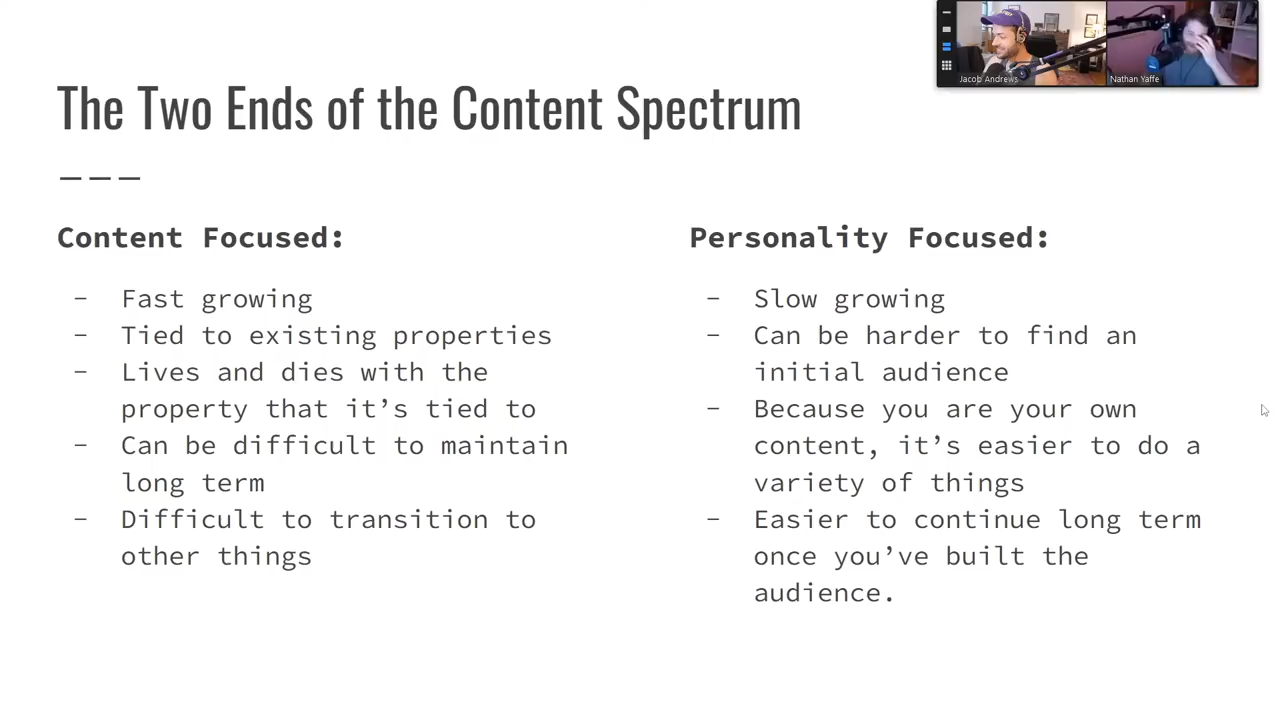 Jacob Andrews
Nathan Yaffe
The Two Ends of the Content Spectrum
Content Focused:
- Fast growing
- Tied to existing properties
- Lives and dies with the
property that it’s tied to
- Can be difficult to maintain
long term
- Difficult to transition to
other things
Personality Focused:
- Slow growing
- Can be harder to find an
initial audience
- Because you are your own
content, it’s easier to do a
variety of things
- Easier to continue long term
once you’ve built the
audience.